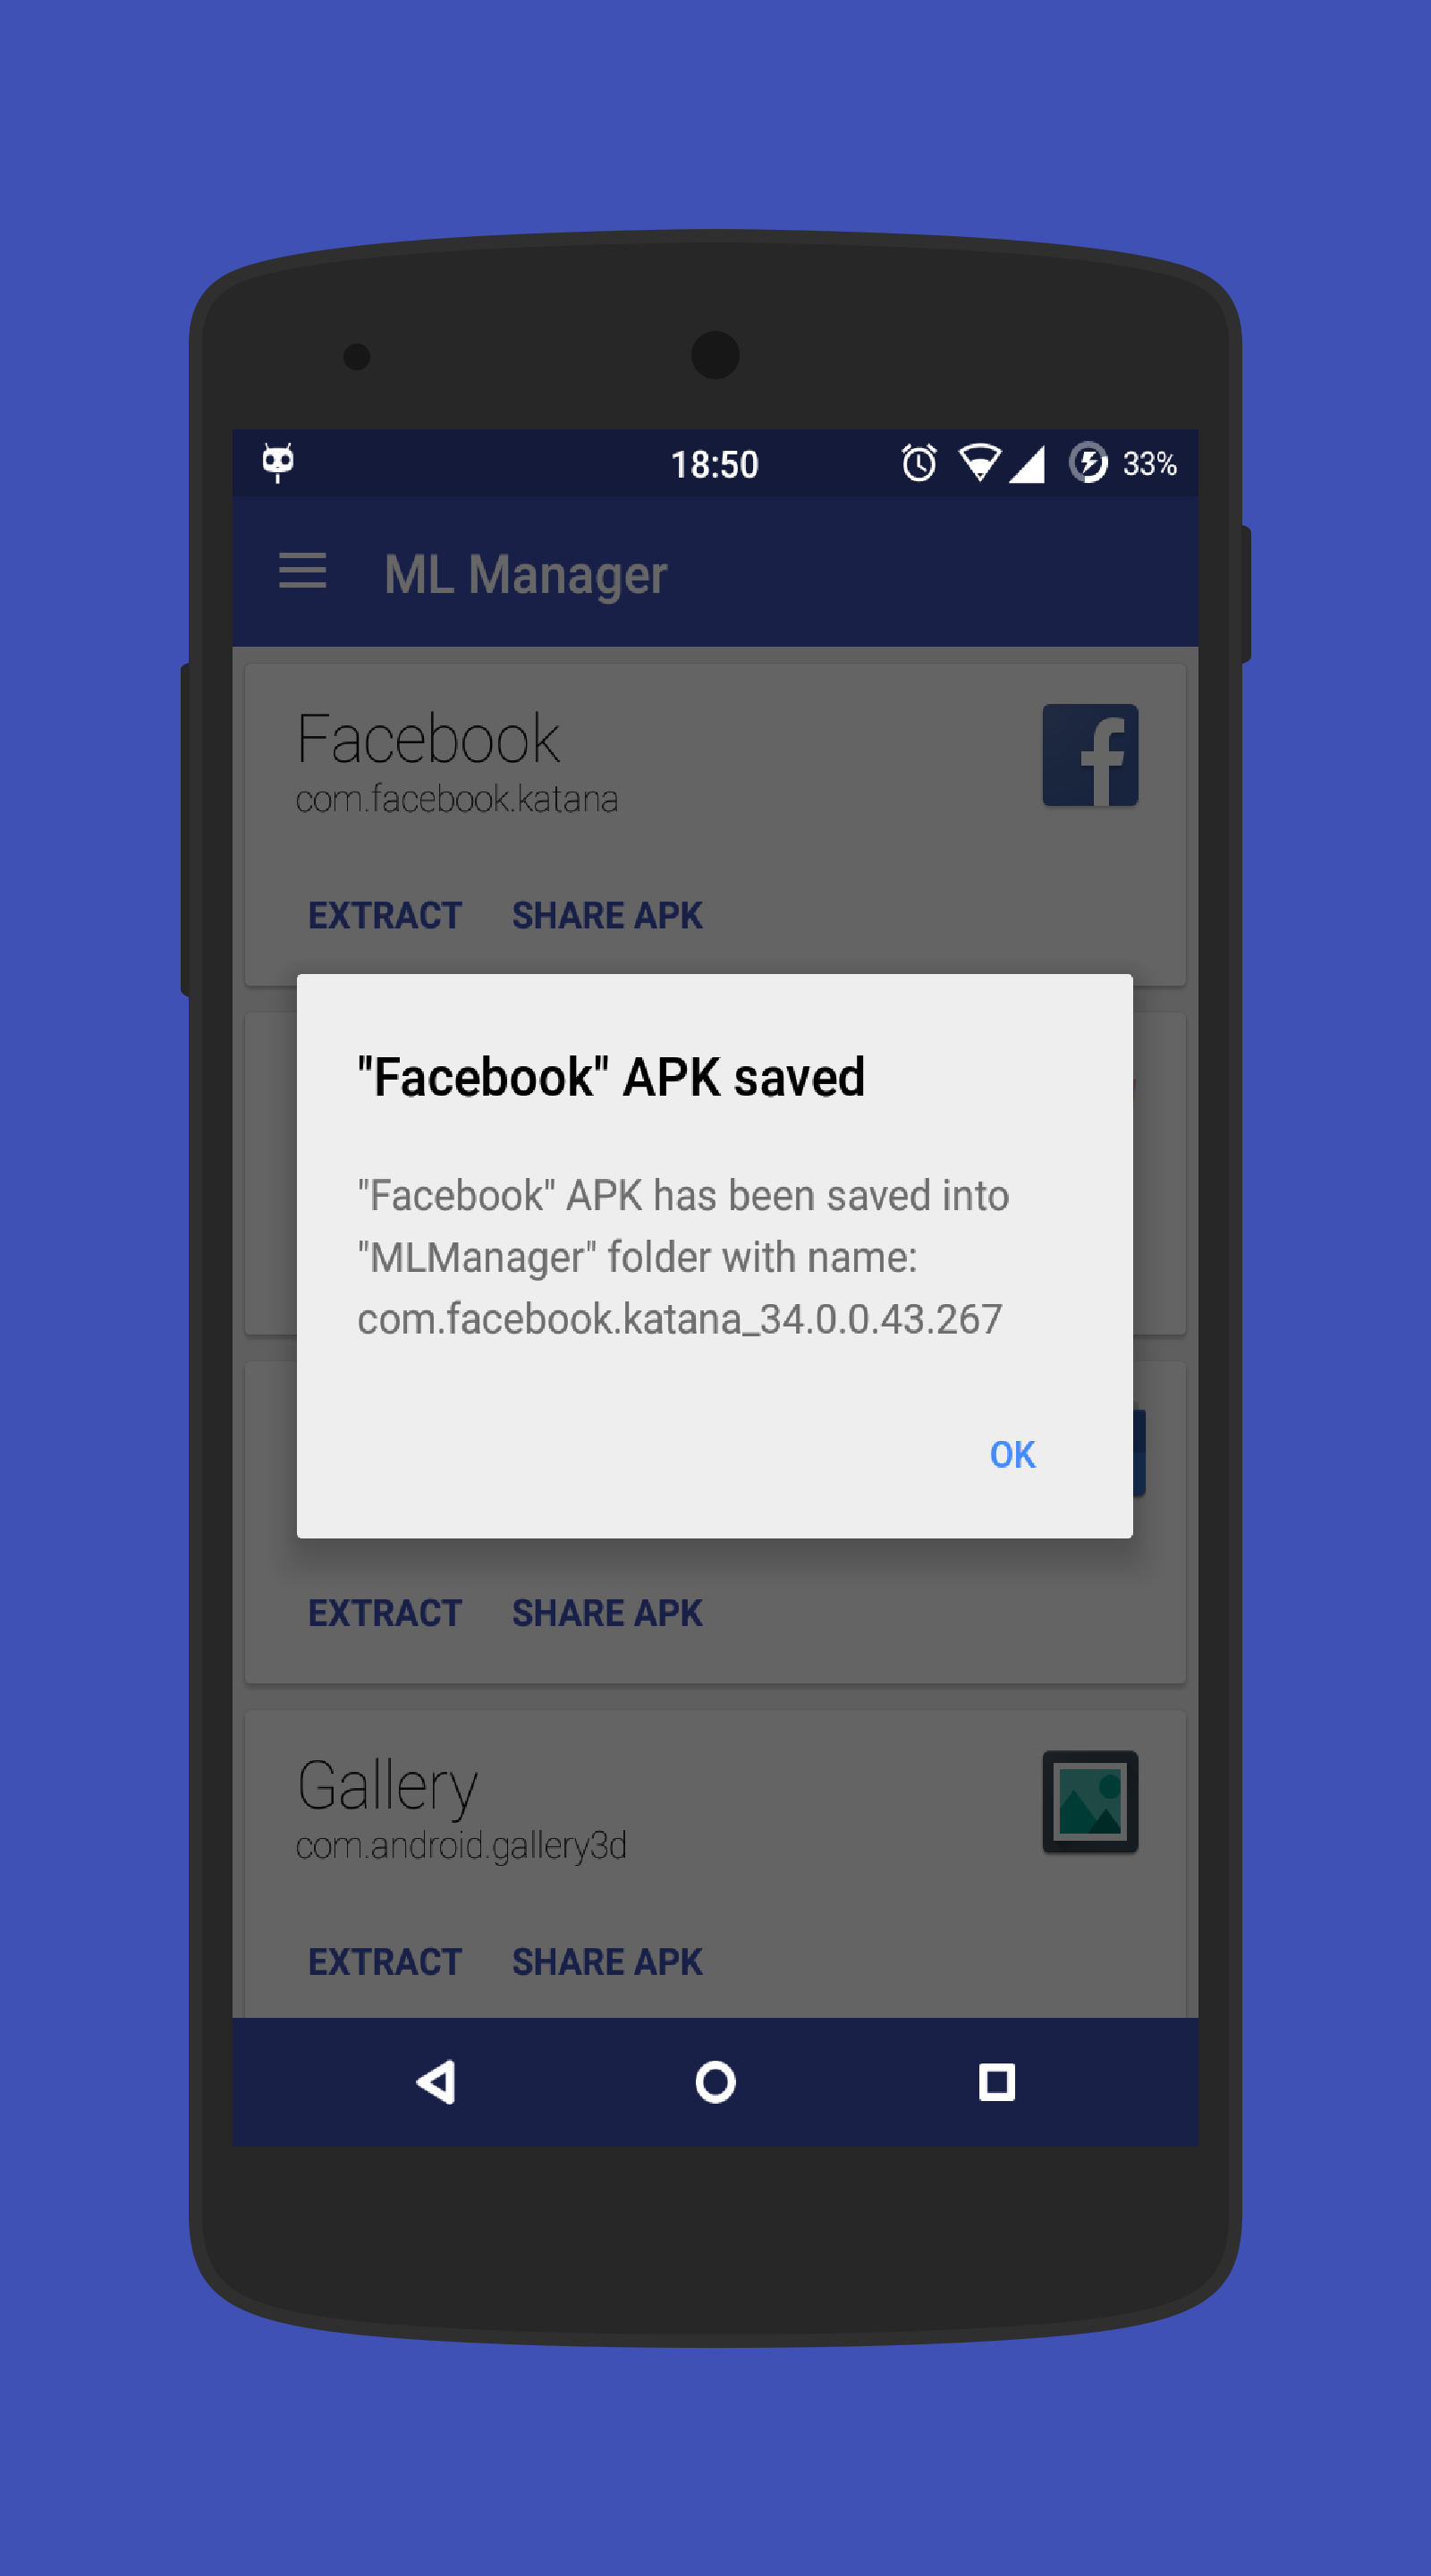 18:50 33%
ML Manager
Facebook
com.facebook.katana
EXTRACT SHARE APK
"Facebook" APK saved
"Facebook" APK has been saved into
"MLManager" folder with name:
com.facebook.katana_34.0.0.43.267
OK
EXTRACT SHARE APK
Gallery
com.android.gallery3d
EXTRACT SHARE APK